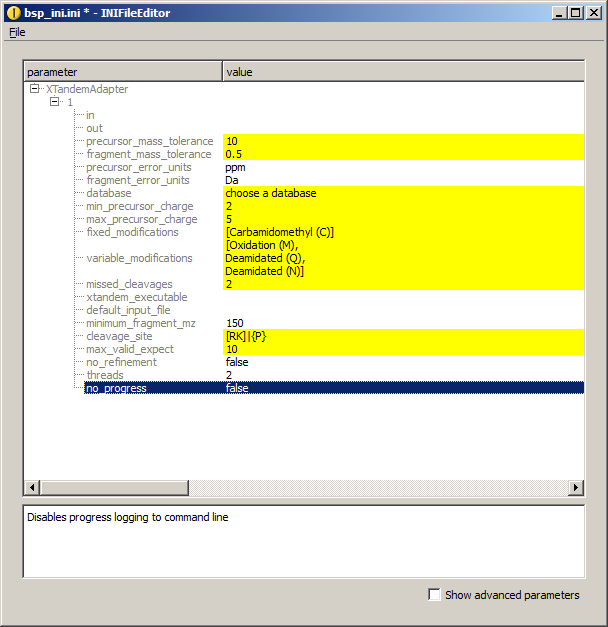 bsp_ini.ini * - INIFileEditor
File
parameter value
XTandemAdapter
1
in
out
precursor_mass_tolerance 10
fragment_mass_tolerance 0.5
precursor_error_units ppm
fragment_error_units Da
database choose a database
min_precursor_charge 2
max_precursor_charge 5
fixed_modifications [Carbamidomethyl (C)]
[Oxidation (M),
variable_modifications Deamidated (Q),
Deamidated (N)]
missed_cleavages 2
xtandem_executable
default_input_file
minimum_fragment_mz 150
cleavage_site [RK]|{P}
max_valid_expect 10
no_refinement false
threads 2
no_progress false
Disables progress logging to command line
Show advanced parameters